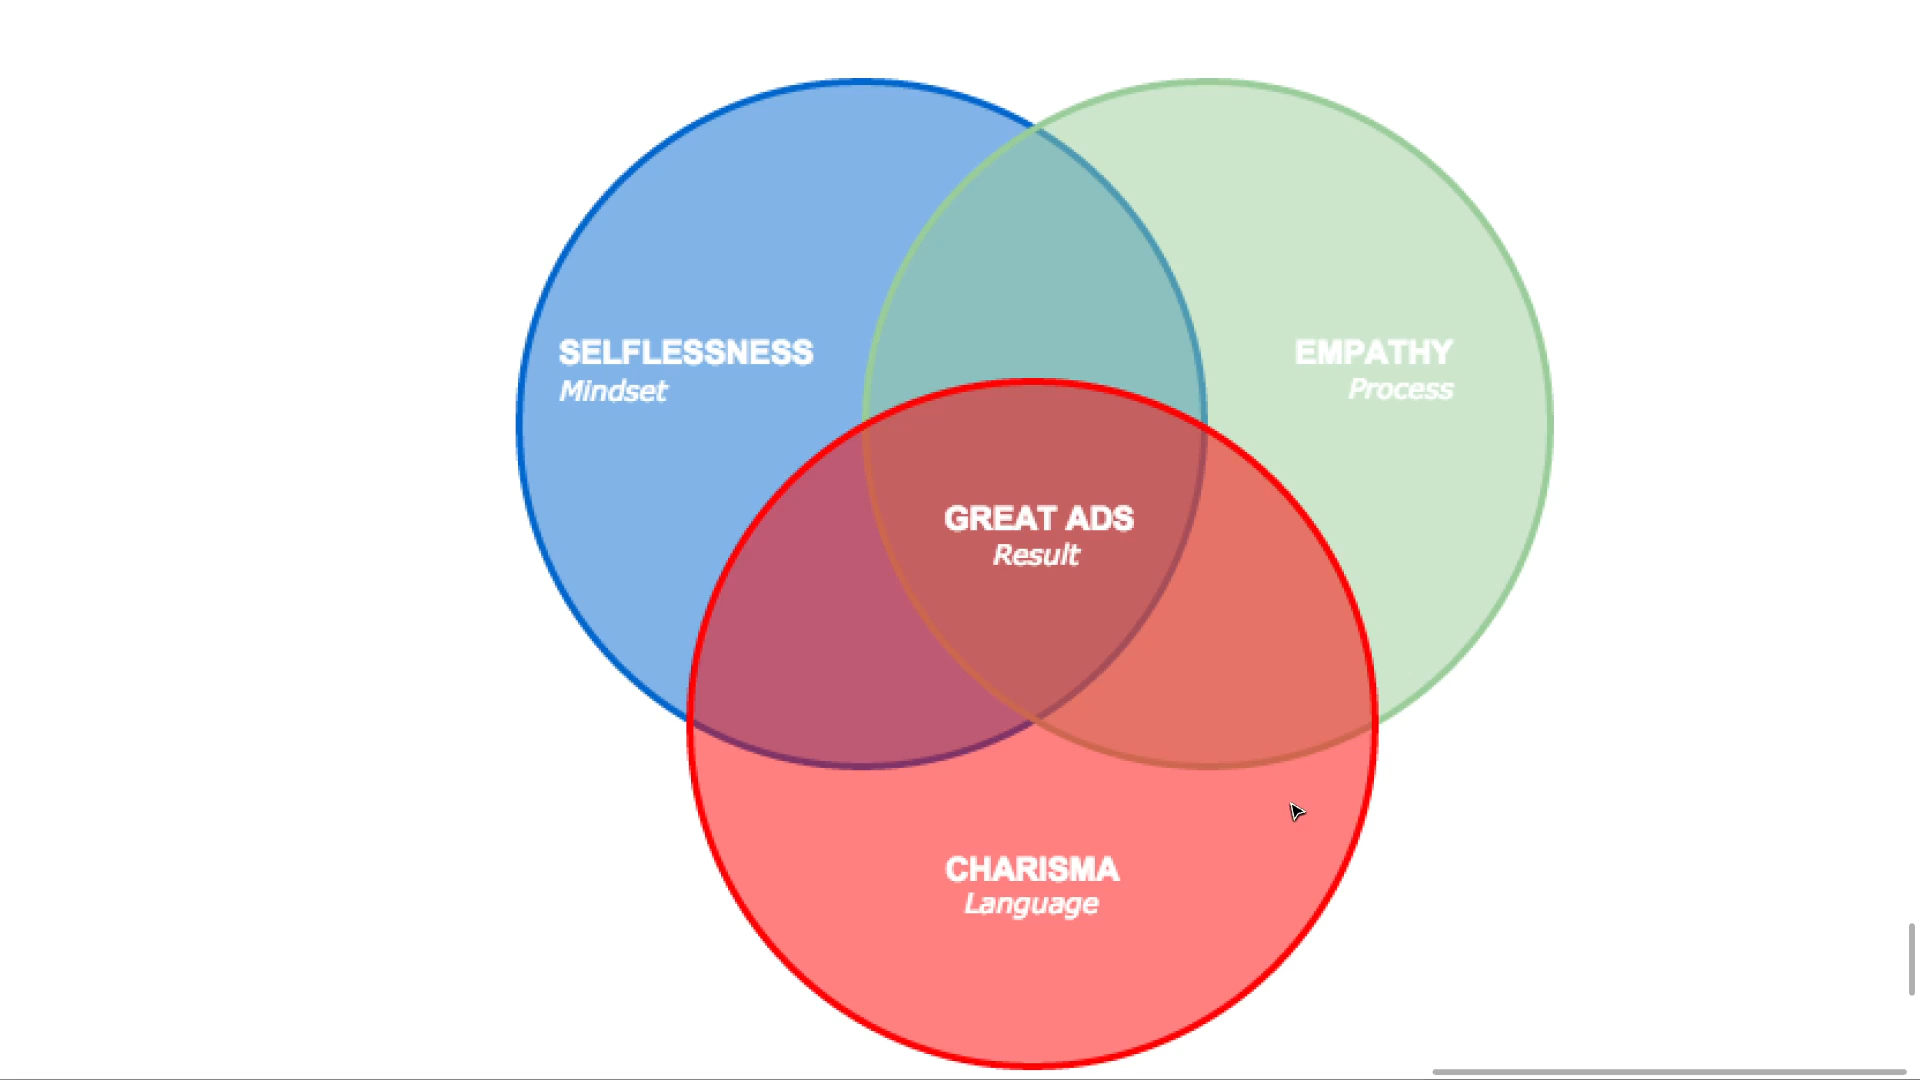 SELFLESSNESS
Mindset
EMPATHY
Process
GREAT ADS
Result
CHARISMA
Language